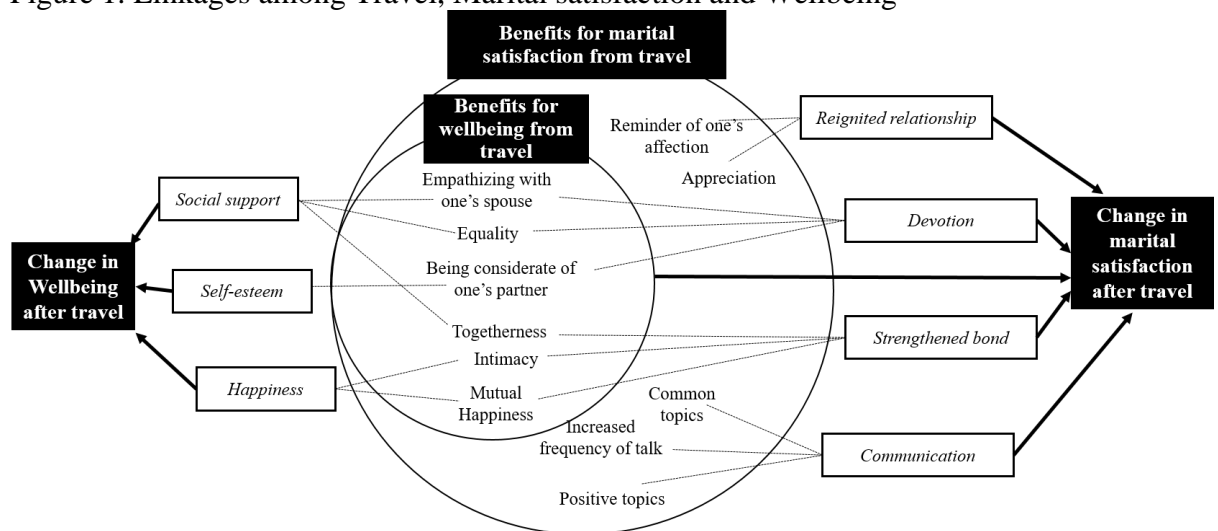 Figure 1. Linkages among Travel, Marital satisfaction and Wellbeing
Benefits for marital
satisfaction from travel
Benefits for
wellbeing from
travel
Reminder of one's
affection
Appreciation
Reignited relationship
Empathizing with
one's spouse
Equality
Being considerate of
one's partner
Togetherness
Intimacy
Mutual
Happiness
Social support
Self-esteem
Happiness
Change in
Wellbeing
after travel
Devotion
Strengthened bond
Change in
marital
satisfaction
after travel
Common
topics
Increased
frequency of talk
Positive topics
Communication